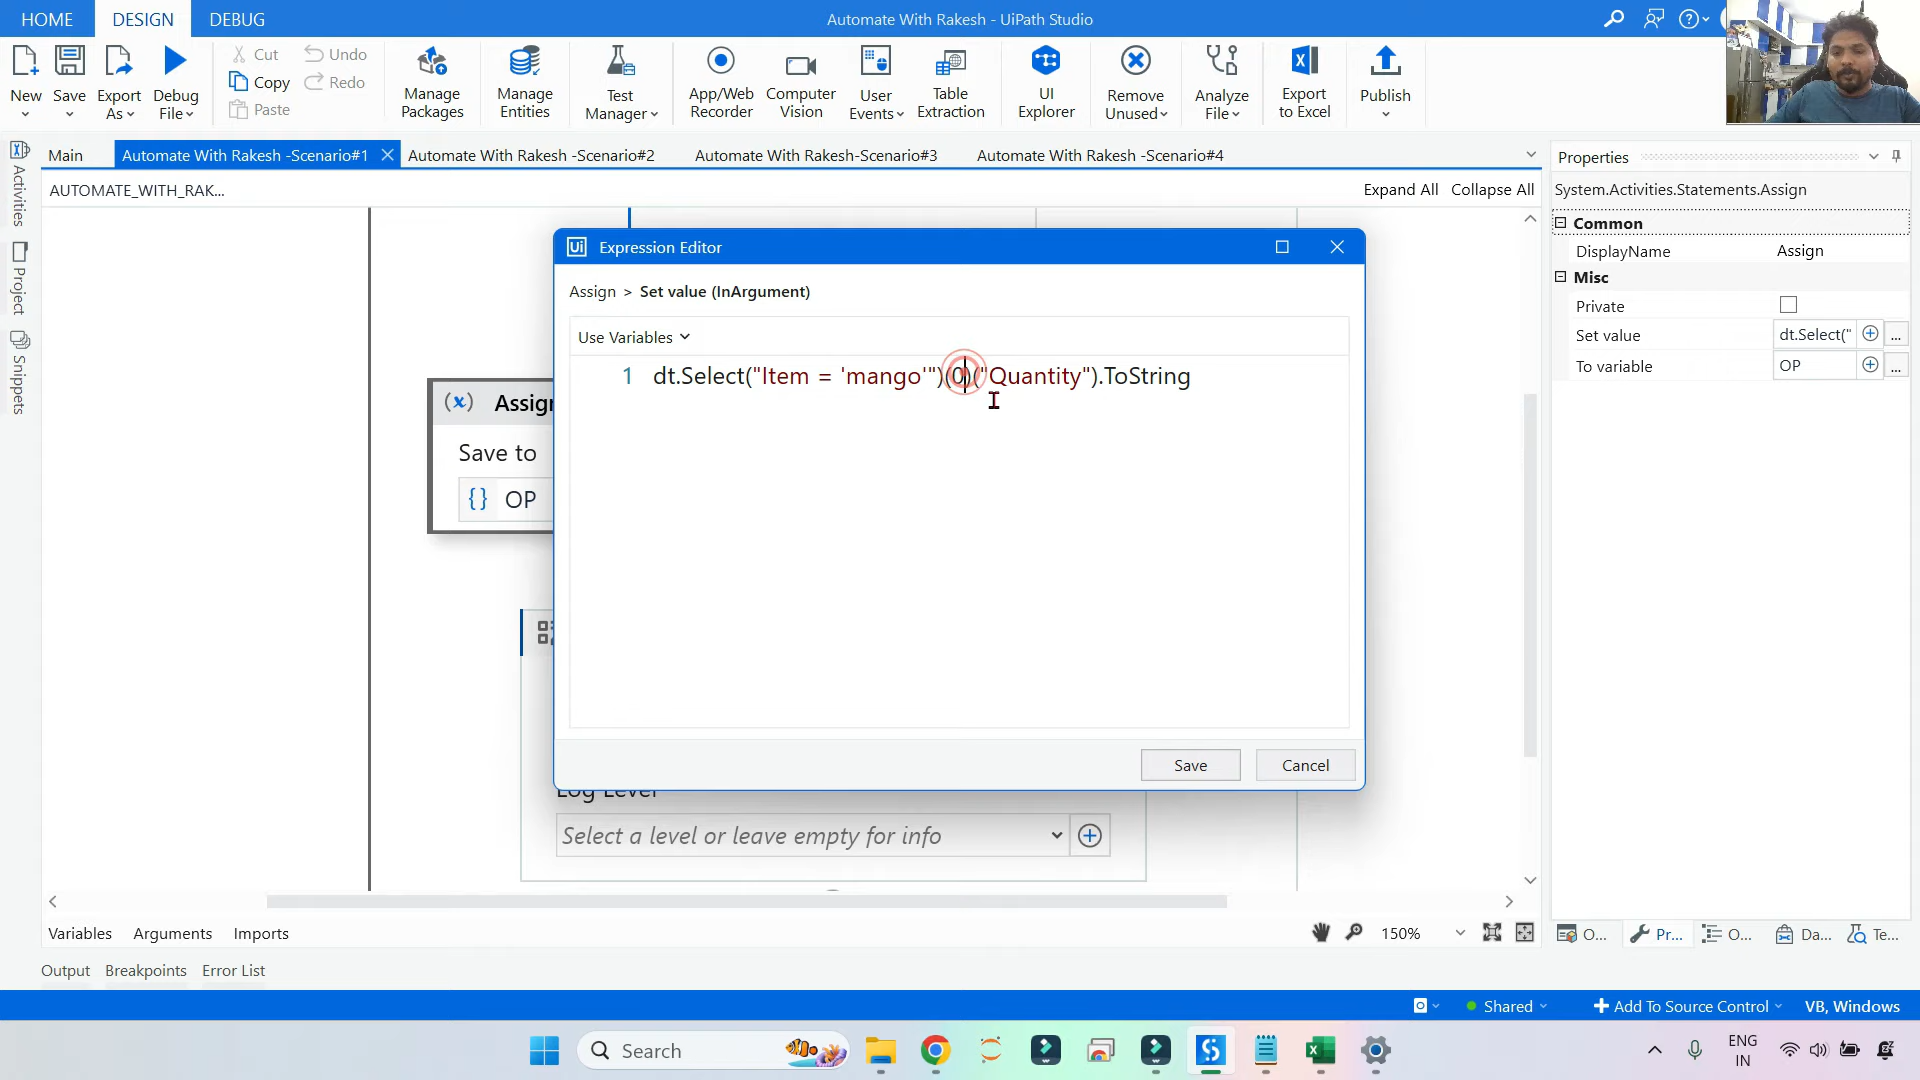 HOME DESIGN DEBUG
Automate With Rakesh - UiPath Studio
New Save Export As Debug File
Cut Copy Paste
Undo Redo
Manage Packages
Manage Entities
Test Manager
App/Web Recorder
Computer Vision
User Events
Table Extraction
UI Explorer
Remove Unused
Analyze File
Export to Excel
Publish
Main Automate With Rakesh -Scenario#1 Automate With Rakesh -Scenario#2 Automate With Rakesh-Scenario#3 Automate With Rakesh -Scenario#4
AUTOMATE_WITH_RAK... Expand All Collapse All
Activities
Project
Snippets
Assign
Save to
{} OP
Ui Expression Editor
Assign > Set value (InArgument)
Use Variables
1 dt.Select("Item = 'mango'")(0)("Quantity").ToString
Save Cancel
Log Level
Select a level or leave empty for info
Properties
System.Activities.Statements.Assign
Common
DisplayName Assign
Misc
Private
Set value dt.Select(" ...
To variable OP ...
Variables Arguments Imports 150%
O... Pr... O... Da... Te...
Output Breakpoints Error List
Shared Add To Source Control VB, Windows
Search
ENG
IN